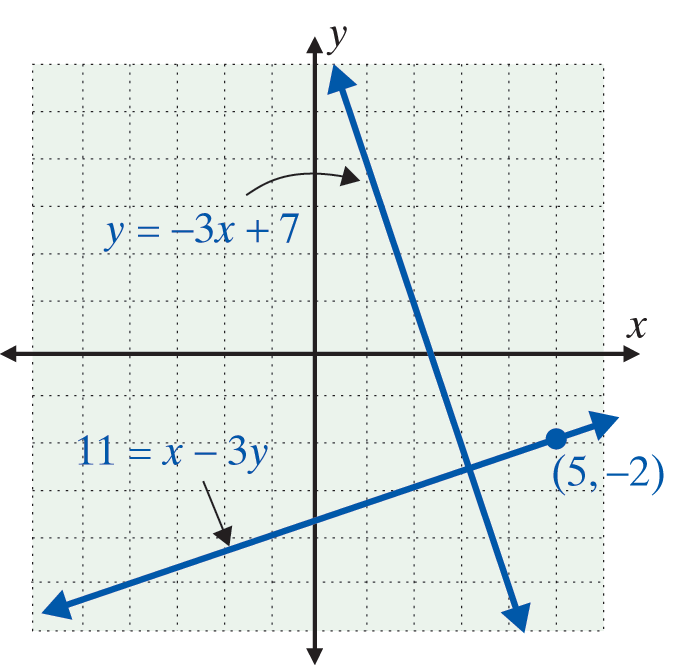 y
y = −3x + 7
x
11 = x − 3y
(5, −2)